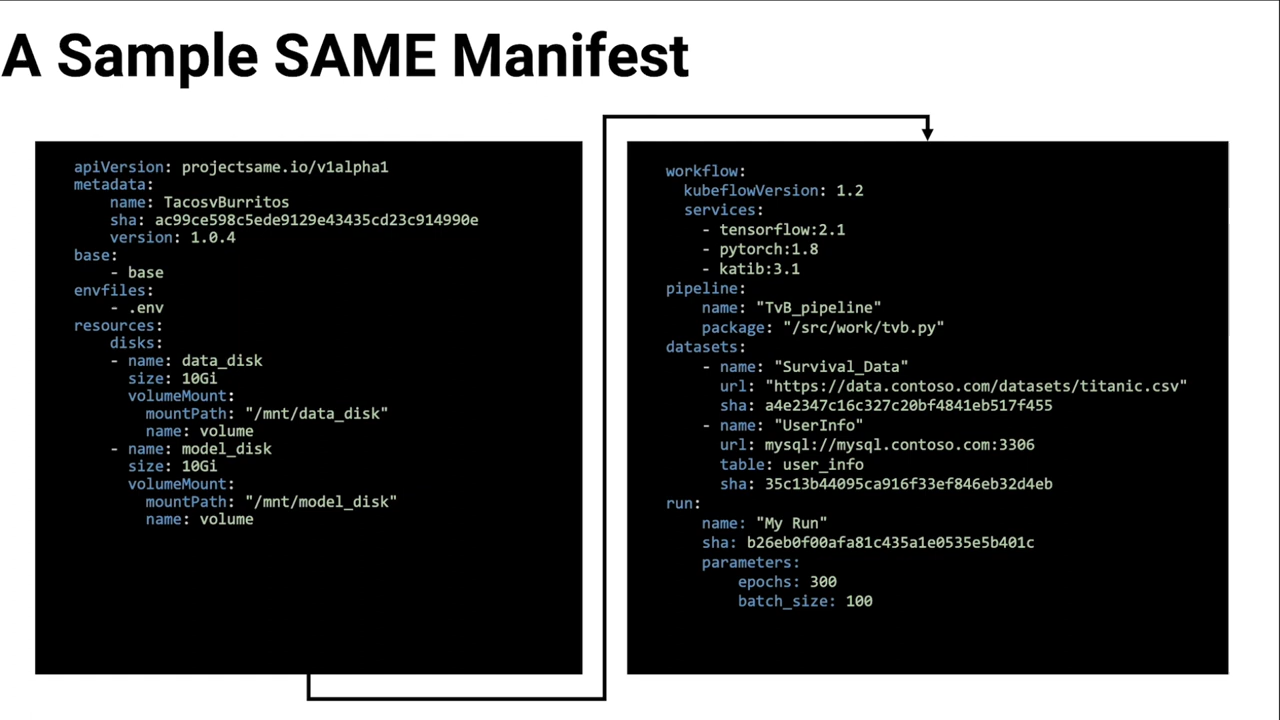 A Sample SAME Manifest
apiVersion: projectsame.io/v1alpha1
metadata:
    name: TacosvBurritos
    sha: ac99ce598c5ede9129e43435cd23c914990e
    version: 1.0.4
base:
    - base
envfiles:
    - .env
resources:
    disks:
    - name: data_disk
      size: 10Gi
      volumeMount:
        mountPath: "/mnt/data_disk"
        name: volume
    - name: model_disk
      size: 10Gi
      volumeMount:
        mountPath: "/mnt/model_disk"
        name: volume
workflow:
  kubeflowVersion: 1.2
  services:
    - tensorflow:2.1
    - pytorch:1.8
    - katib:3.1
pipeline:
    name: "TvB_pipeline"
    package: "/src/work/tvb.py"
datasets:
    - name: "Survival_Data"
      url: "https://data.contoso.com/datasets/titanic.csv"
      sha: a4e2347c16c327c20bf4841eb517f455
    - name: "UserInfo"
      url: mysql://mysql.contoso.com:3306
      table: user_info
      sha: 35c13b44095ca916f33ef846eb32d4eb
run:
    name: "My Run"
    sha: b26eb0f00afa81c435a1e0535e5b401c
    parameters:
        epochs: 300
        batch_size: 100